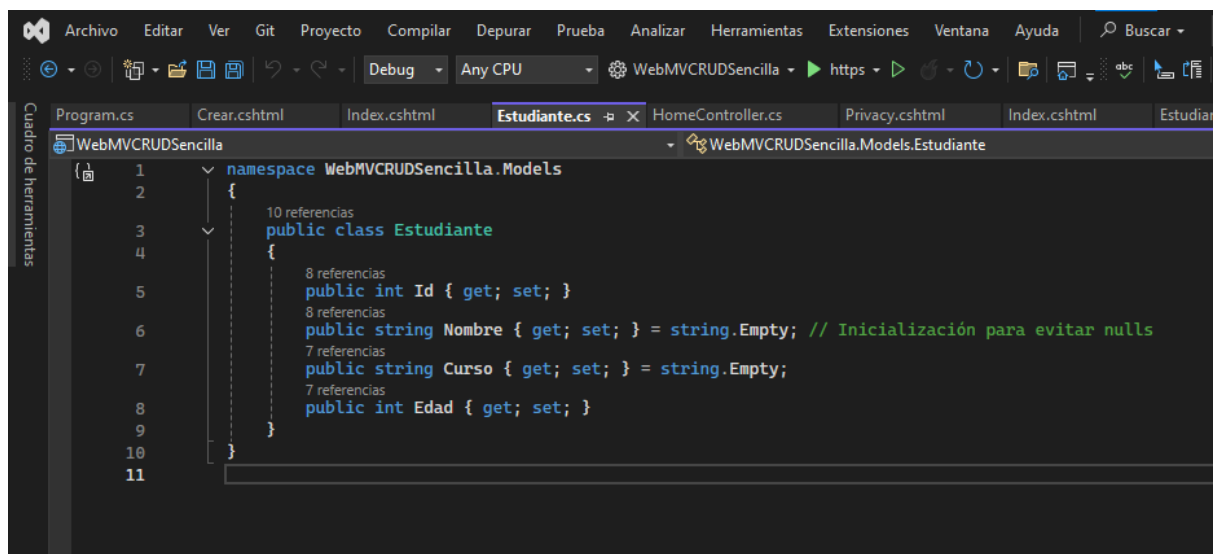 Archivo Editar Ver Git Proyecto Compilar Depurar Prueba Analizar Herramientas Extensiones Ventana Ayuda Buscar
Debug Any CPU WebMVCRUDSencilla https abc
Cuadro de herramientas
Program.cs Crear.cshtml Index.cshtml Estudiante.cs HomeController.cs Privacy.cshtml Index.cshtml Estudiar
WebMVCRUDSencilla WebMVCRUDSencilla.Models.Estudiante
1 namespace WebMVCRUDSencilla.Models
2 {
10 referencias
3 public class Estudiante
4 {
8 referencias
5 public int Id { get; set; }
8 referencias
6 public string Nombre { get; set; } = string.Empty; // Inicialización para evitar nulls
7 referencias
7 public string Curso { get; set; } = string.Empty;
7 referencias
8 public int Edad { get; set; }
9 }
10 }
11